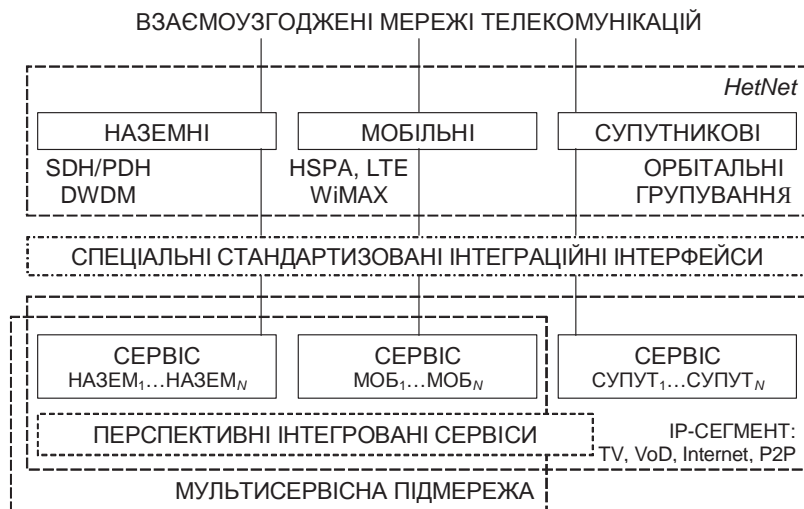 ВЗАЄМОУЗГОДЖЕНІ МЕРЕЖІ ТЕЛЕКОМУНІКАЦІЙ
HetNet
НАЗЕМНІ
МОБІЛЬНІ
СУПУТНИКОВІ
SDH/PDH
DWDM
HSPA, LTE
WiMAX
ОРБІТАЛЬНІ
ГРУПУВАННЯ
СПЕЦІАЛЬНІ СТАНДАРТИЗОВАНІ ІНТЕГРАЦІЙНІ ІНТЕРФЕЙСИ
СЕРВІС
НАЗЕМ₁…НАЗЕМN
СЕРВІС
МОБ₁…МОБN
СЕРВІС
СУПУТ₁…СУПУТN
ПЕРСПЕКТИВНІ ІНТЕГРОВАНІ СЕРВІСИ
IP-СЕГМЕНТ:
TV, VoD, Internet, P2P
МУЛЬТИСЕРВІСНА ПІДМЕРЕЖА